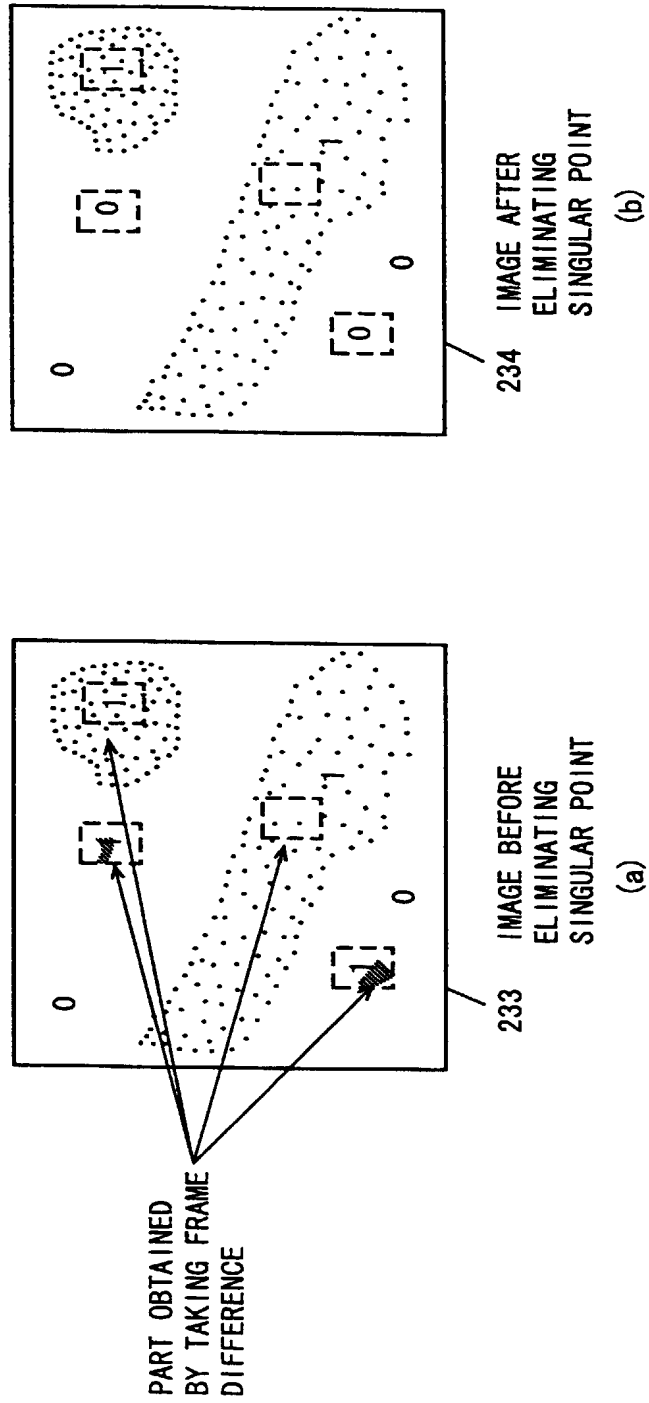 PART OBTAINED
BY TAKING FRAME
DIFFERENCE
0
1
1
1
1
0
233 IMAGE BEFORE
ELIMINATING
SINGULAR POINT
(a)
0
0
1
1
0
0
234 IMAGE AFTER
ELIMINATING
SINGULAR POINT
(b)